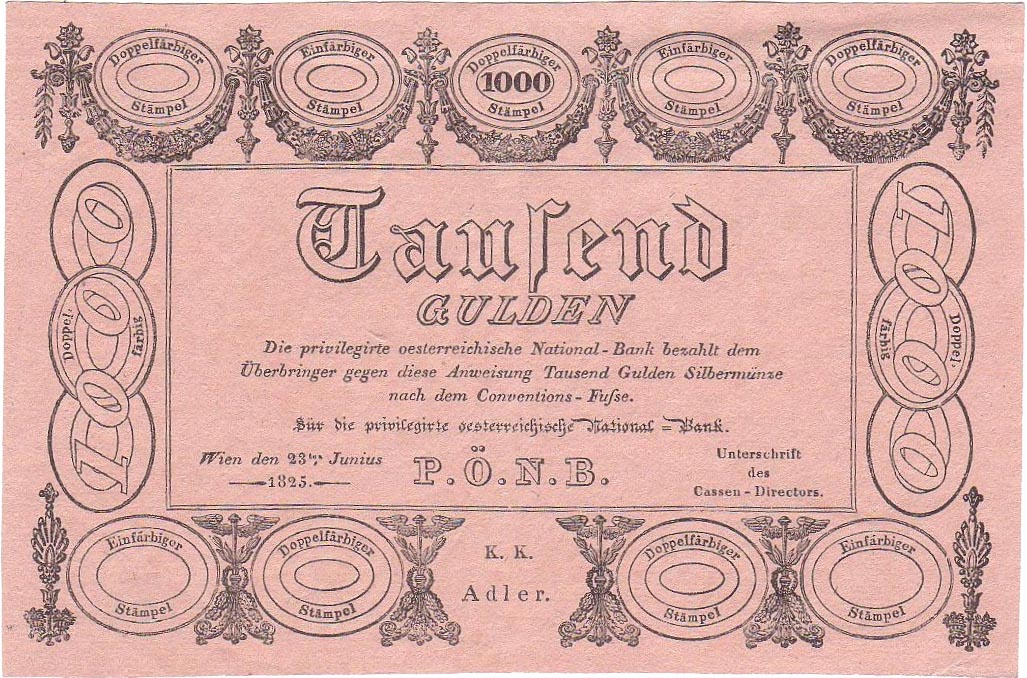 Doppelfärbiger Stämpel
Einfärbiger Stämpel
Doppelfärbiger 1000 Stämpel
Einfärbiger Stämpel
Doppelfärbiger Stämpel
1000
Doppel-färbig
1000
Doppel-färbig
Tauſend
GULDEN
Die privilegirte oesterreichische National-Bank bezahlt dem
Überbringer gegen diese Anweisung Tausend Gulden Silbermünze
nach dem Conventions-Fuſse.
Für die privilegirte oesterreichische National=Bank.
Wien den 23ten Junius
1825.
P.Ö.N.B.
Unterschrift
des
Cassen-Directors.
Einfärbiger Stämpel
Doppelfärbiger Stämpel
K. K.
Adler.
Doppelfärbiger Stämpel
Einfärbiger Stämpel